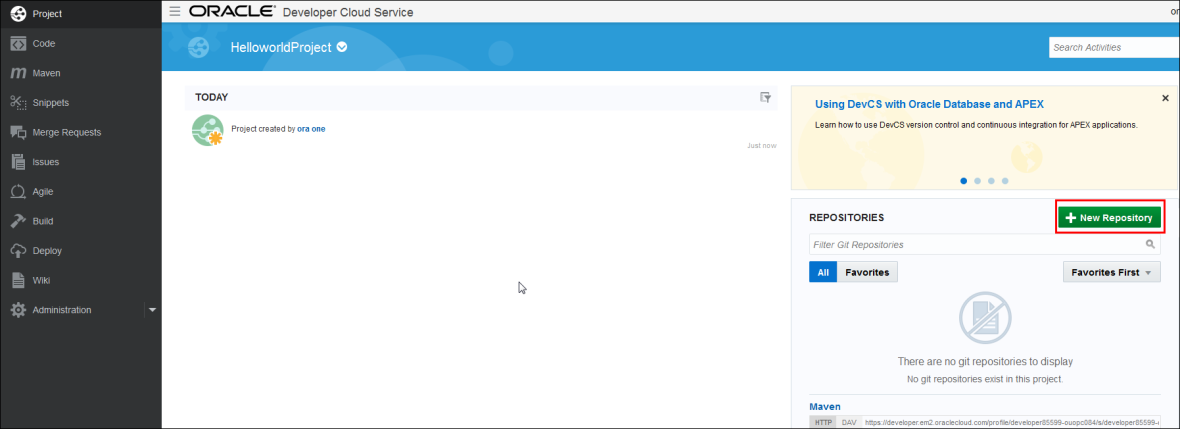 Project
Code
Maven
Snippets
Merge Requests
Issues
Agile
Build
Deploy
Wiki
Administration
ORACLE Developer Cloud Service
HelloworldProject
Search Activities
TODAY
Project created by ora one
Just now
Using DevCS with Oracle Database and APEX
Learn how to use DevCS version control and continuous integration for APEX applications.
REPOSITORIES
New Repository
Filter Git Repositories
All Favorites
Favorites First
There are no git repositories to display
No git repositories exist in this project
Maven
HTTP DAV https://developer.em2.oraclecloud.com/profile/developer85599-ouopc084/s/developer85599-